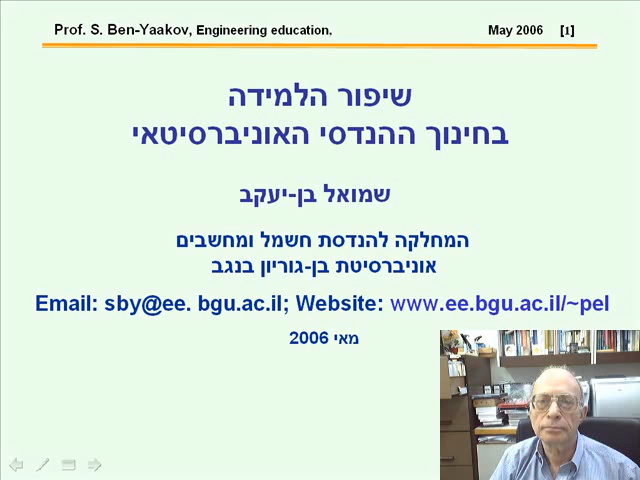 Prof. S. Ben-Yaakov, Engineering education, May 2006 [1]
שיפור הלמידה
בחינוך ההנדסי האוניברסיטאי
שמואל בן-יעקב
המחלקה להנדסת חשמל ומחשבים
אוניברסיטת בן-גוריון בנגב
Email: sby@ee. bgu.ac.il; Website: www.ee.bgu.ac.il/~pel
מאי 2006